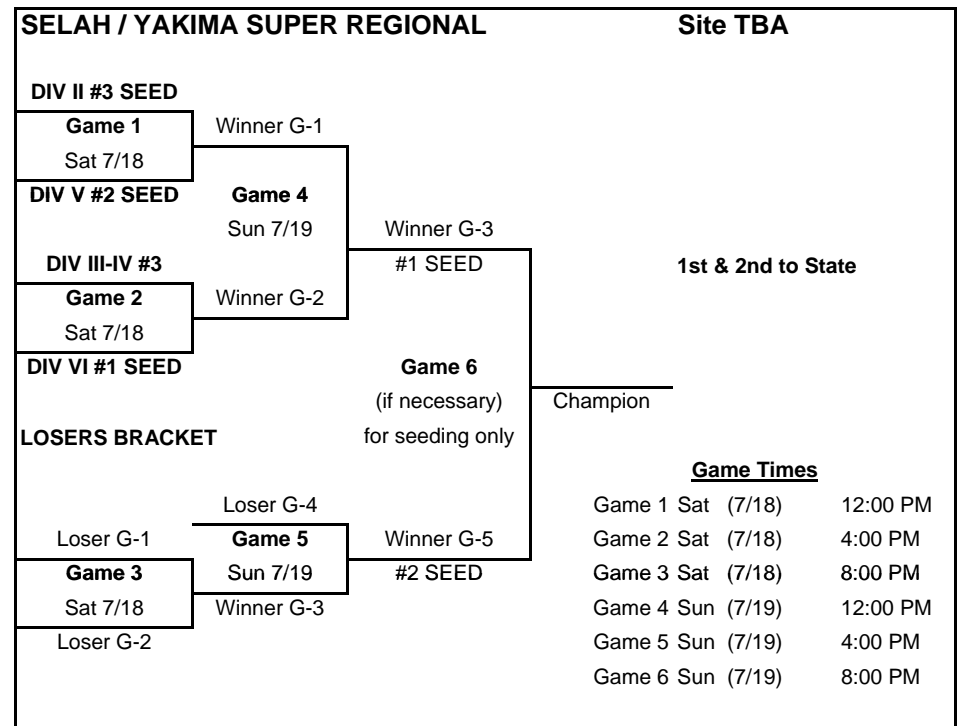 SELAH / YAKIMA SUPER REGIONAL Site TBA
DIV II #3 SEED
Game 1 Winner G-1
Sat 7/18
DIV V #2 SEED Game 4
Sun 7/19 Winner G-3
DIV III-IV #3 #1 SEED 1st & 2nd to State
Game 2 Winner G-2
Sat 7/18
DIV VI #1 SEED Game 6
(if necessary) Champion
LOSERS BRACKET for seeding only
Game Times
Loser G-4 Game 1 Sat (7/18) 12:00 PM
Loser G-1 Game 5 Winner G-5 Game 2 Sat (7/18) 4:00 PM
Game 3 Sun 7/19 #2 SEED Game 3 Sat (7/18) 8:00 PM
Sat 7/18 Winner G-3 Game 4 Sun (7/19) 12:00 PM
Loser G-2 Game 5 Sun (7/19) 4:00 PM
Game 6 Sun (7/19) 8:00 PM